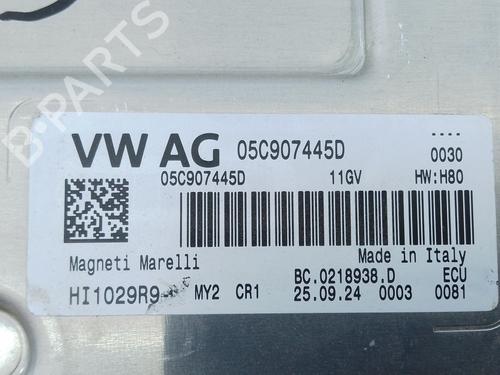 VW AG 05C907445D 0030
05C907445D 11GV HW:H80
Magneti Marelli Made in Italy
BC.0218938.D ECU
HI1029R9 MY2 CR1 25.09.24 0003 0081
B-PARTS